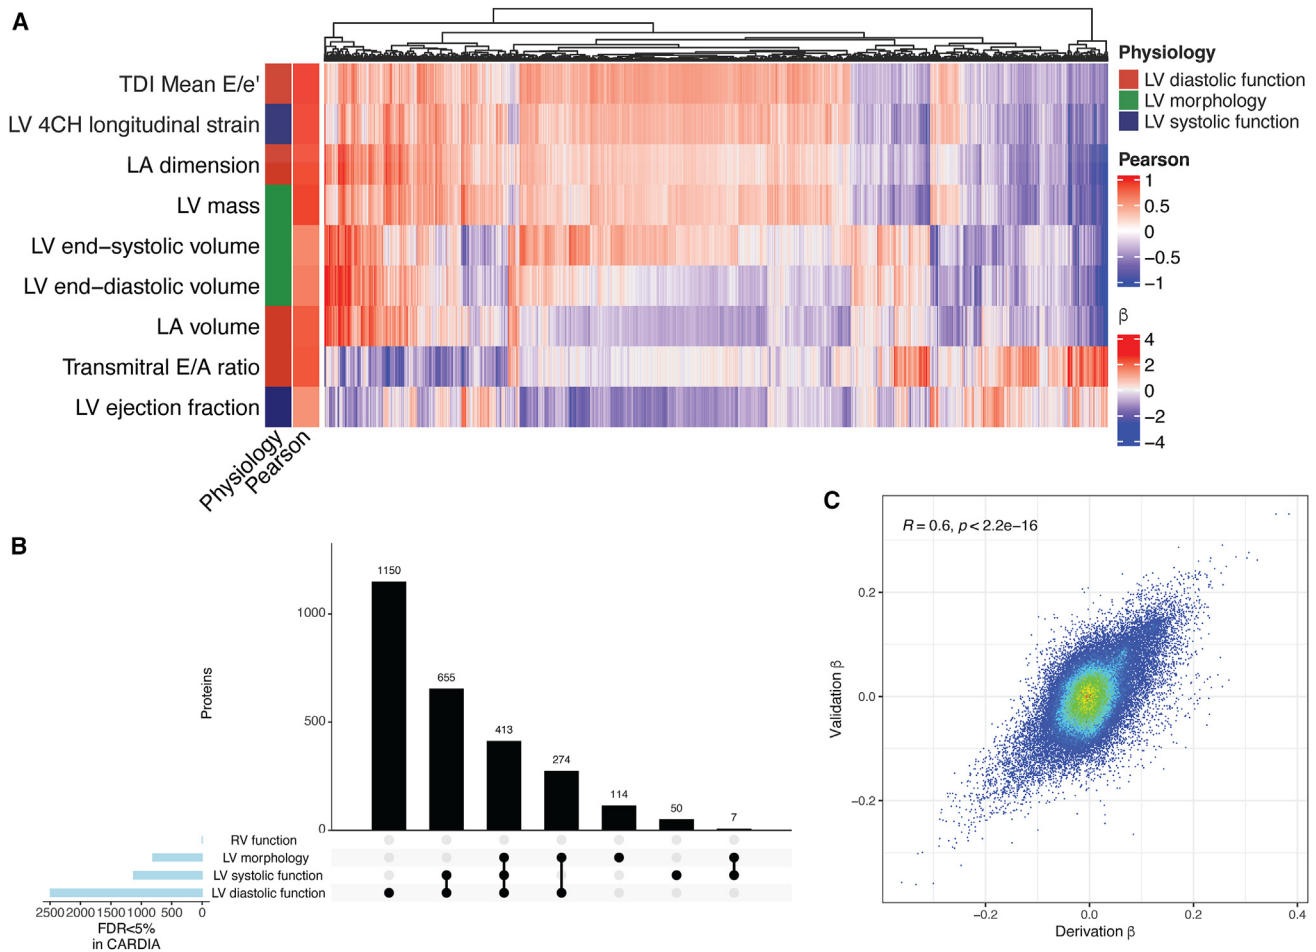 A
TDI Mean E/e'
LV 4CH longitudinal strain
LA dimension
LV mass
LV end−systolic volume
LV end−diastolic volume
LA volume
Transmitral E/A ratio
LV ejection fraction
Physiology
Pearson
Physiology
LV diastolic function
LV morphology
LV systolic function
Pearson
1
0.5
0
−0.5
−1
β
4
2
0
−2
−4
B
Proteins
1000
500
0
1150
655
413
274
114
50
7
RV function
LV morphology
LV systolic function
LV diastolic function
2500 2000 1500 1000 500 0
FDR<5%
in CARDIA
C
R = 0.6, p < 2.2e−16
Validation β
0.2
0.0
−0.2
−0.2 0.0 0.2 0.4
Derivation β